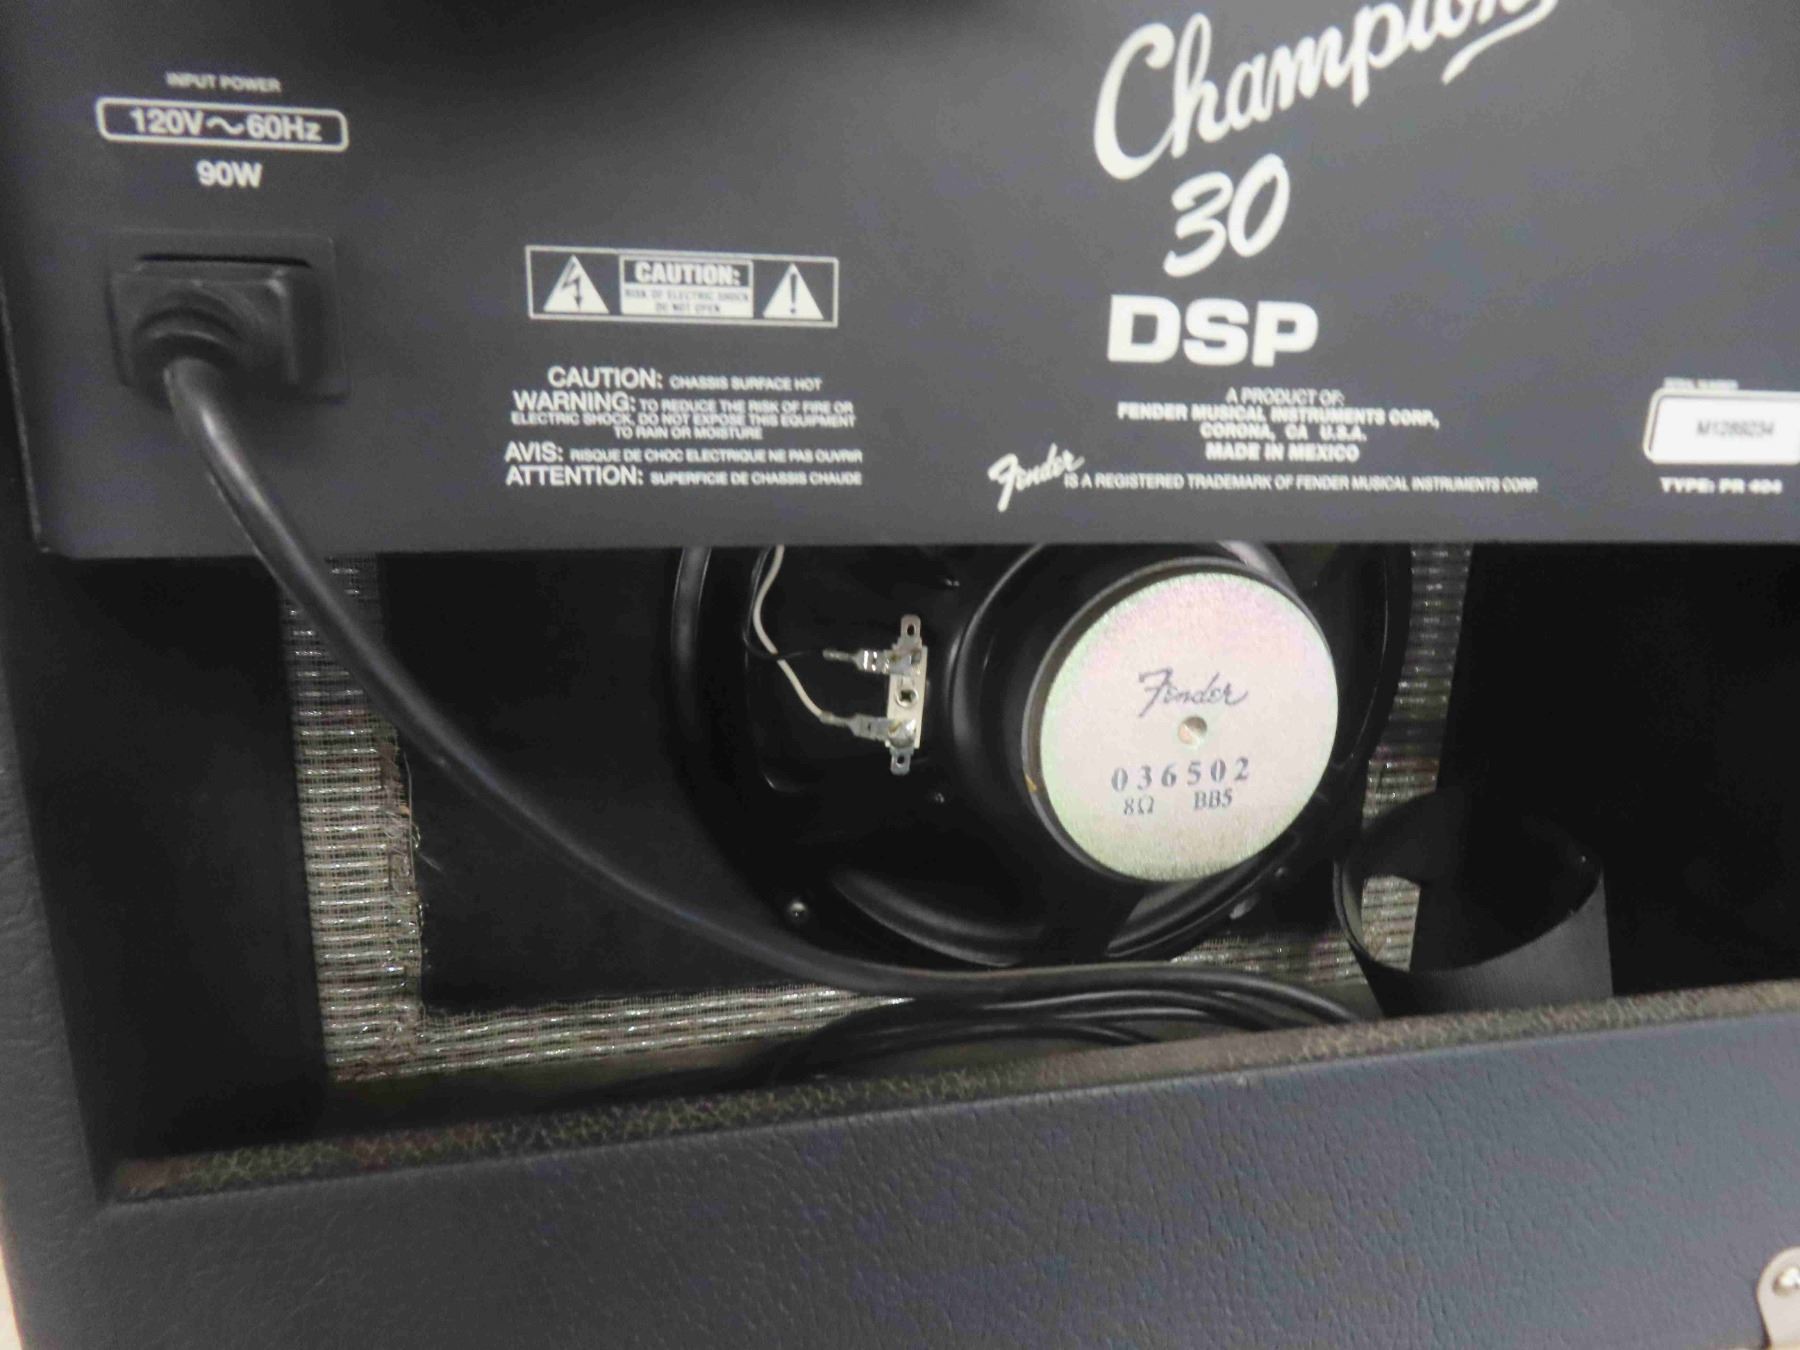 INPUT POWER
120V～60Hz
90W
Champion
30
DSP
CAUTION:
RISK OF ELECTRIC SHOCK
DO NOT OPEN
CAUTION: CHASSIS SURFACE HOT
WARNING: TO REDUCE THE RISK OF FIRE OR
ELECTRIC SHOCK, DO NOT EXPOSE THIS EQUIPMENT
TO RAIN OR MOISTURE
AVIS: RISQUE DE CHOC ELECTRIQUE NE PAS OUVRIR
ATTENTION: SUPERFICIE DE CHASSIS CHAUDE
A PRODUCT OF:
FENDER MUSICAL INSTRUMENTS CORP,
CORONA, CA U.S.A.
MADE IN MEXICO
Fender IS A REGISTERED TRADEMARK OF FENDER MUSICAL INSTRUMENTS CORP.
SERIAL NUMBER
TYPE: PR
Fender
036502
8Ω BB5